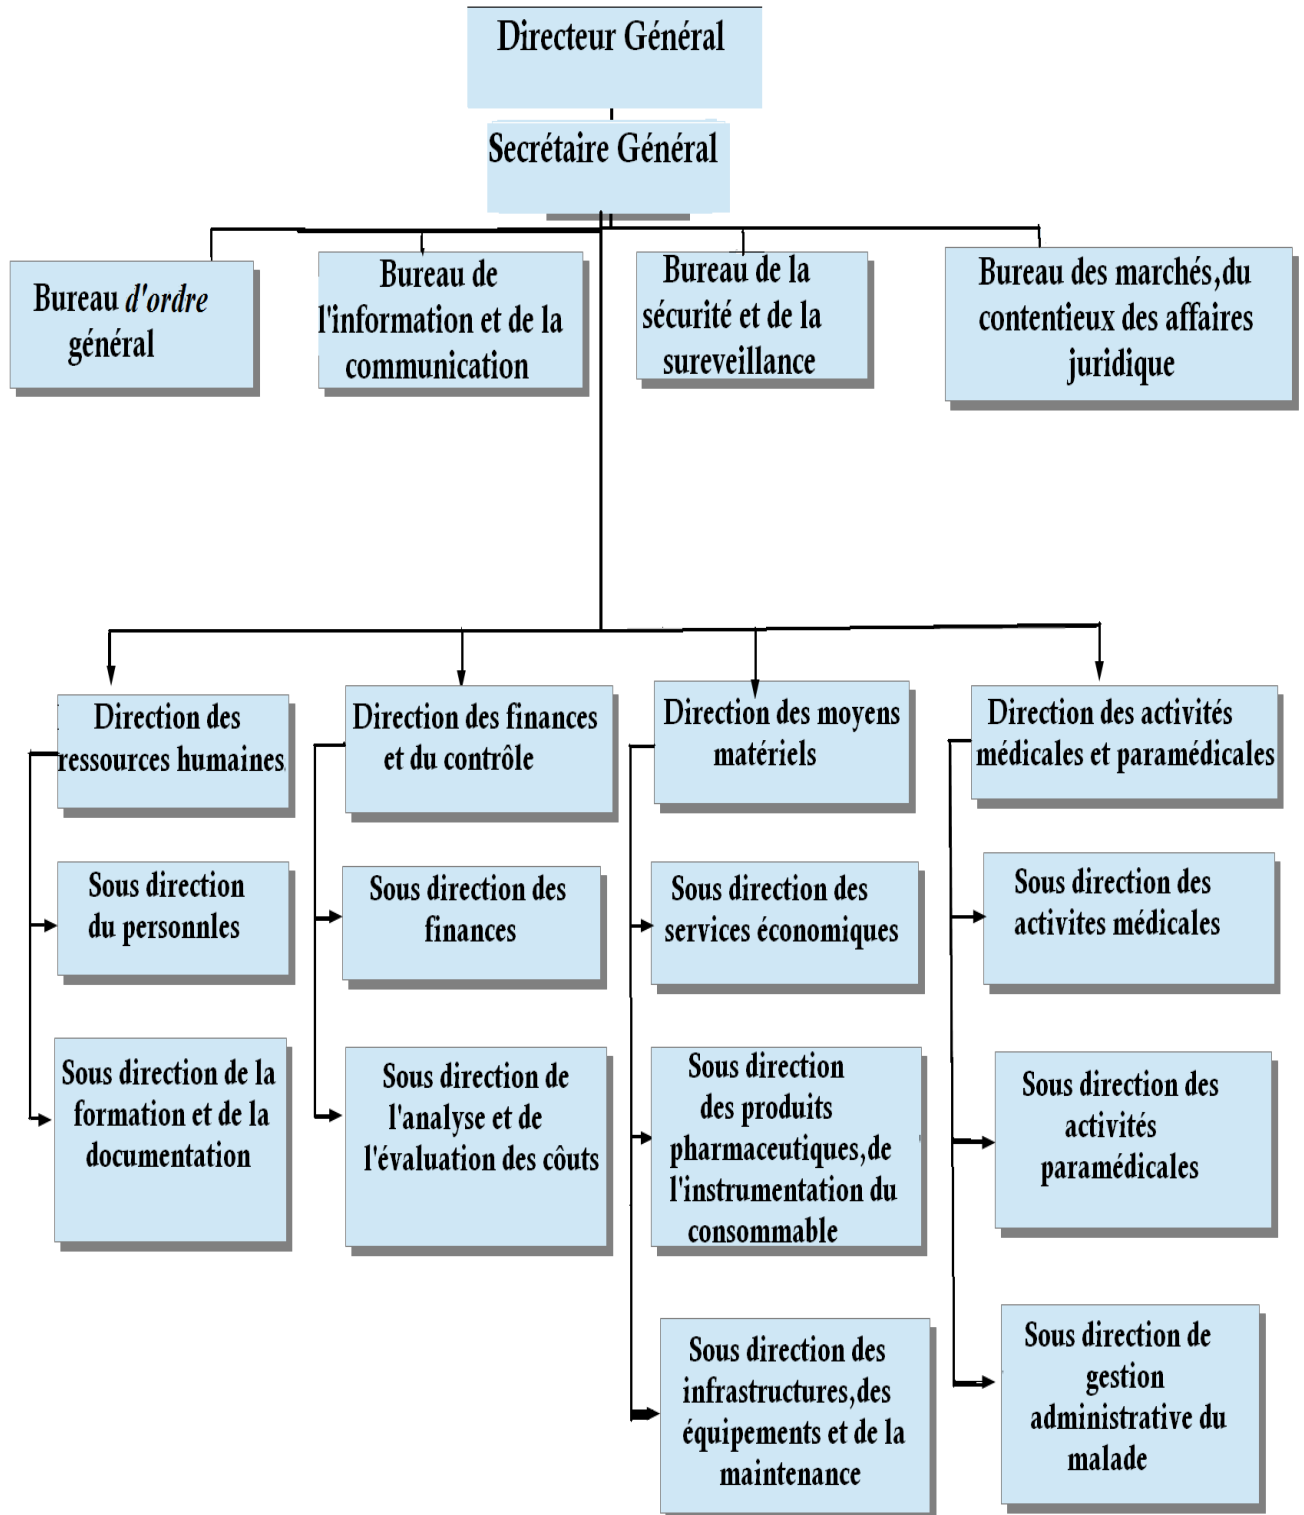 Directeur Général
Secrétaire Général
Bureau d'ordre
général
Bureau de
l'information et de la
communication
Bureau de la
sécurité et de la
sureveillance
Bureau des marchés,du
contentieux des affaires
juridique
Direction des
ressources humaines
Direction des finances
et du contrôle
Direction des moyens
matériels
Direction des activités
médicales et paramédicales
Sous direction
du personnles
Sous direction des
finances
Sous direction des
services économiques
Sous direction des
activites médicales
Sous direction de la
formation et de la
documentation
Sous direction de
l'analyse et de
l'évaluation des côuts
Sous direction
des produits
pharmaceutiques,de
l'instrumentation du
consommable
Sous direction des
activités
paramédicales
Sous direction des
infrastructures,des
équipements et de la
maintenance
Sous direction de
gestion
administrative du
malade